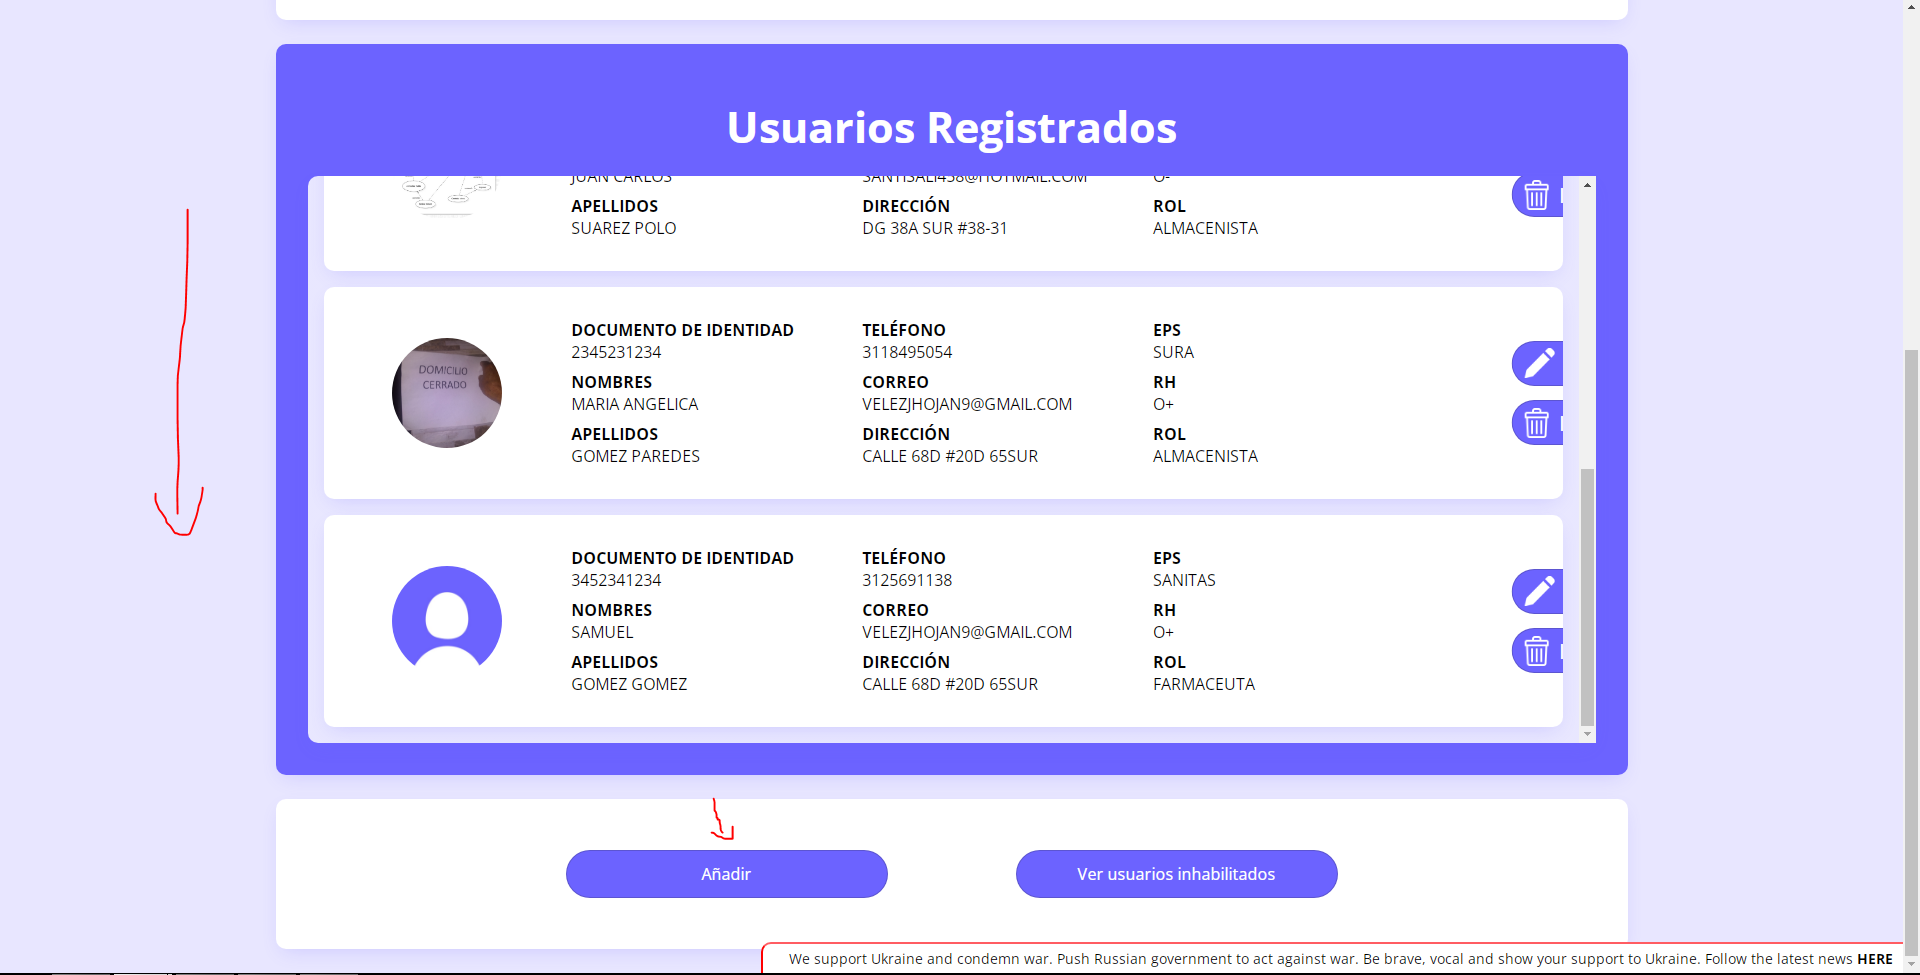 Usuarios Registrados
JUAN CARLOS SANTISALI458@HOTMAIL.COM O-
APELLIDOS DIRECCIÓN ROL
SUAREZ POLO DG 38A SUR #38-31 ALMACENISTA
DOCUMENTO DE IDENTIDAD TELÉFONO EPS
2345231234 3118495054 SURA
NOMBRES CORREO RH
MARIA ANGELICA VELEZJHOJAN9@GMAIL.COM O+
APELLIDOS DIRECCIÓN ROL
GOMEZ PAREDES CALLE 68D #20D 65SUR ALMACENISTA
DOMICILIO
CERRADO
DOCUMENTO DE IDENTIDAD TELÉFONO EPS
3452341234 3125691138 SANITAS
NOMBRES CORREO RH
SAMUEL VELEZJHOJAN9@GMAIL.COM O+
APELLIDOS DIRECCIÓN ROL
GOMEZ GOMEZ CALLE 68D #20D 65SUR FARMACEUTA
Añadir Ver usuarios inhabilitados
We support Ukraine and condemn war. Push Russian government to act against war. Be brave, vocal and show your support to Ukraine. Follow the latest news HERE